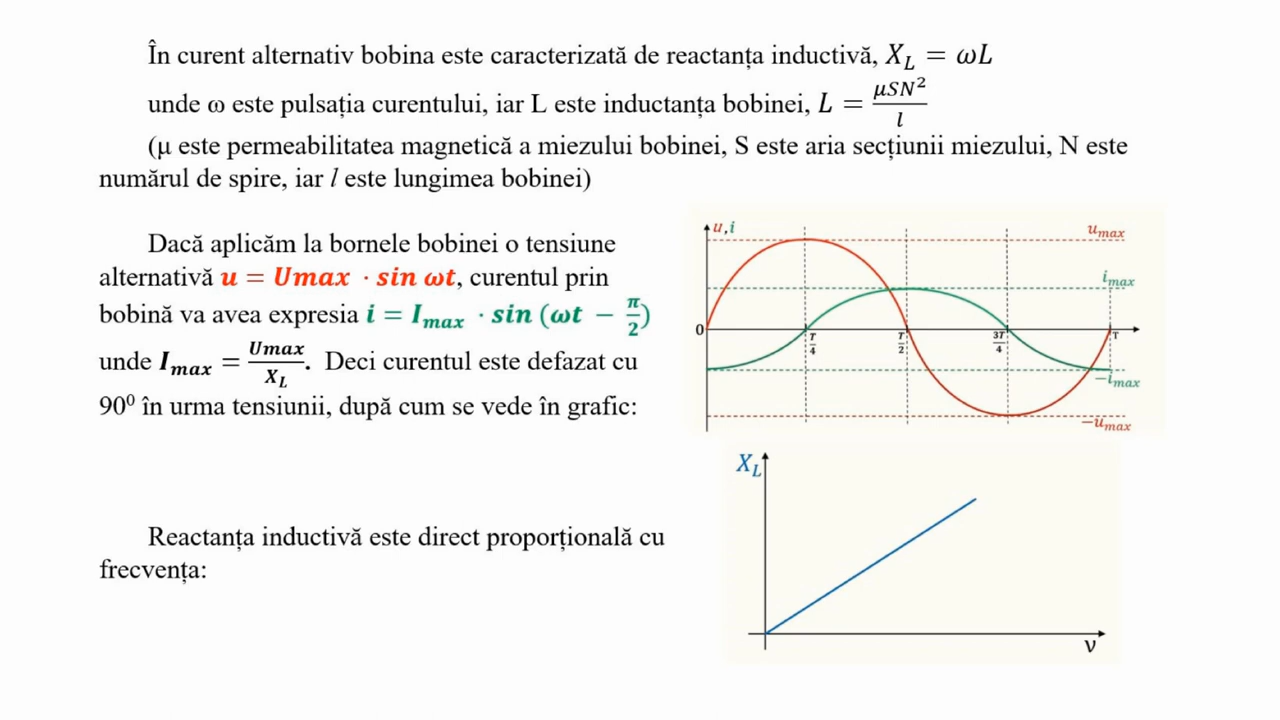 În curent alternativ bobina este caracterizată de reactanța inductivă, X_L = ωL
unde ω este pulsația curentului, iar L este inductanța bobinei, L = μSN²/l
(μ este permeabilitatea magnetică a miezului bobinei, S este aria secțiunii miezului, N este
numărul de spire, iar l este lungimea bobinei)
Dacă aplicăm la bornele bobinei o tensiune
alternativă u = Umax · sin ωt, curentul prin
bobină va avea expresia i = I_max · sin (ωt − π/2)
unde I_max = Umax/X_L. Deci curentul este defazat cu
90⁰ în urma tensiunii, după cum se vede în grafic:
u,i
u_max
i_max
0
T/4
T/2
3T/4
T
−i_max
−u_max
Reactanța inductivă este direct proporțională cu
frecvența:
X_L
ν